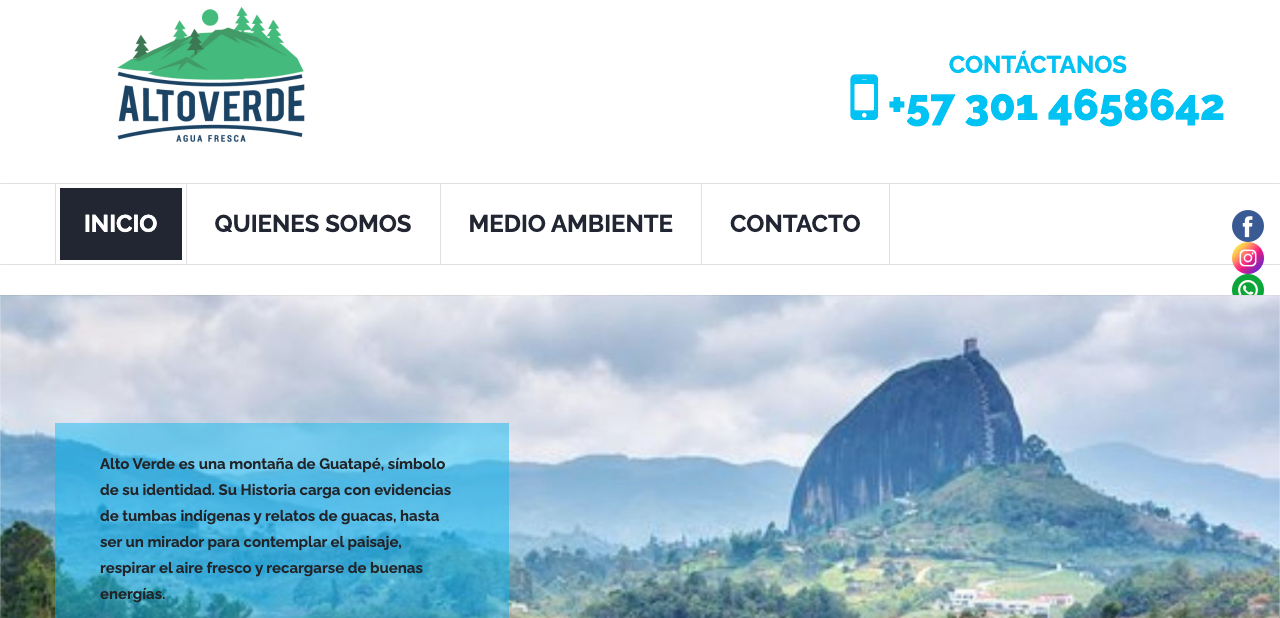 ALTOVERDE
AGUA FRESCA
CONTÁCTANOS
+57 301 4658642
INICIO
QUIENES SOMOS
MEDIO AMBIENTE
CONTACTO
Alto Verde es una montaña de Guatapé, símbolo
de su identidad. Su Historia carga con evidencias
de tumbas indígenas y relatos de guacas, hasta
ser un mirador para contemplar el paisaje,
respirar el aire fresco y recargarse de buenas
energías.